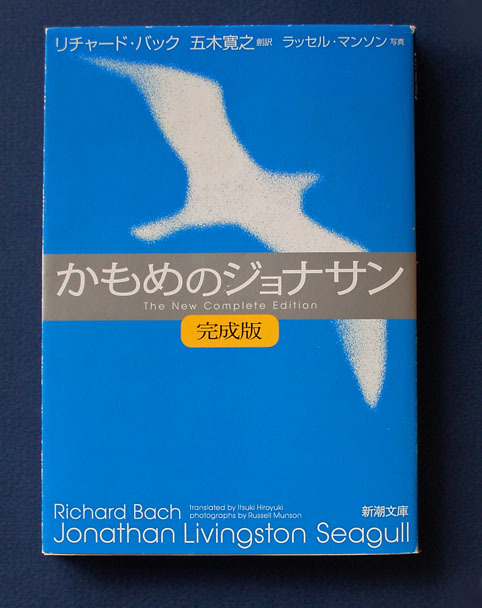 リチャード・バック 五木寛之 創訳 ラッセル・マンソン 写真
かもめのジョナサン
The New Complete Edition
完成版
Richard Bach translated by Itsuki Hiroyuki
photographs by Russell Munson
新潮文庫
Jonathan Livingston Seagull